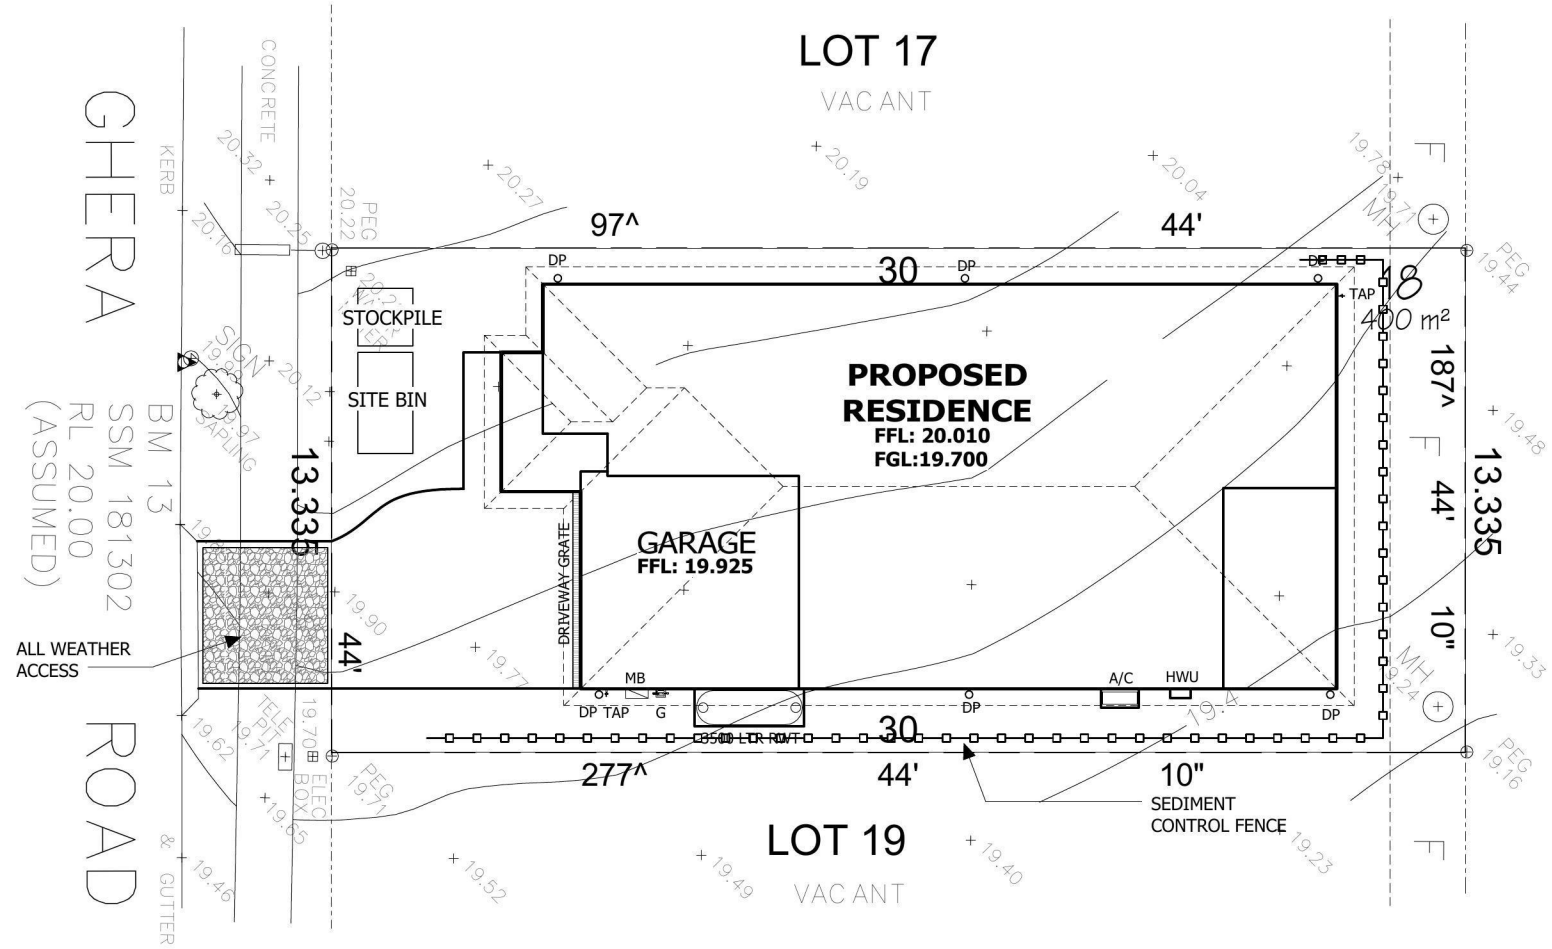 LOT 17
VACANT
GHERA ROAD
KERB
& GUTTER
CONCRETE
BM 13
SSM 181302
RL 20.00
(ASSUMED)
20.32
20.25
20.16
PEG
20.22
20.27
20.19
20.04
19.78
19.71
MH
F
PEG
19.44
97^
44'
30
DP
DP
DP
TAP
18
400 m²
STOCKPILE
SITE BIN
SIGN
20.12
19.97
SAPLING
13.335
44'
PROPOSED
RESIDENCE
FFL: 20.010
FGL:19.700
GARAGE
FFL: 19.925
DRIVEWAY GRATE
187^
44'
10"
13.335
F
19.48
19.33
MH
19.24
ALL WEATHER
ACCESS
19.90
19.77
MB
DP
TAP
G
3500 LTR RWT
30
DP
A/C
HWU
DP
19.4
TELE
PIT
19.71
19.70
ELEC
BOX
19.62
19.65
19.46
PEG
19.71
277^
44'
10"
PEG
19.16
SEDIMENT
CONTROL FENCE
LOT 19
VACANT
19.52
19.49
19.40
19.23
F